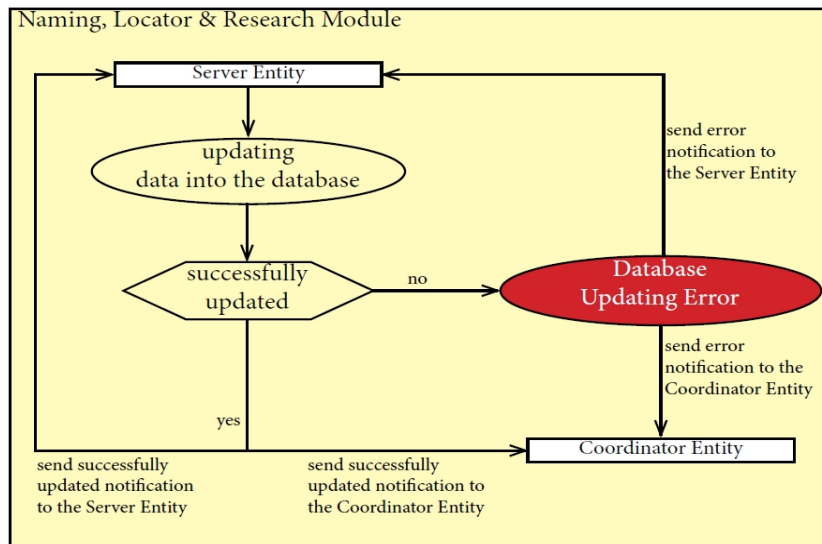 Naming, Locator & Research Module
Server Entity
updating
data into the database
send error
notification to
the Server Entity
successfully
updated
no
Database
Updating Error
send error
notification to the
Coordinator Entity
yes
Coordinator Entity
send successfully
updated notification
to the Server Entity
send successfully
updated notification to
the Coordinator Entity